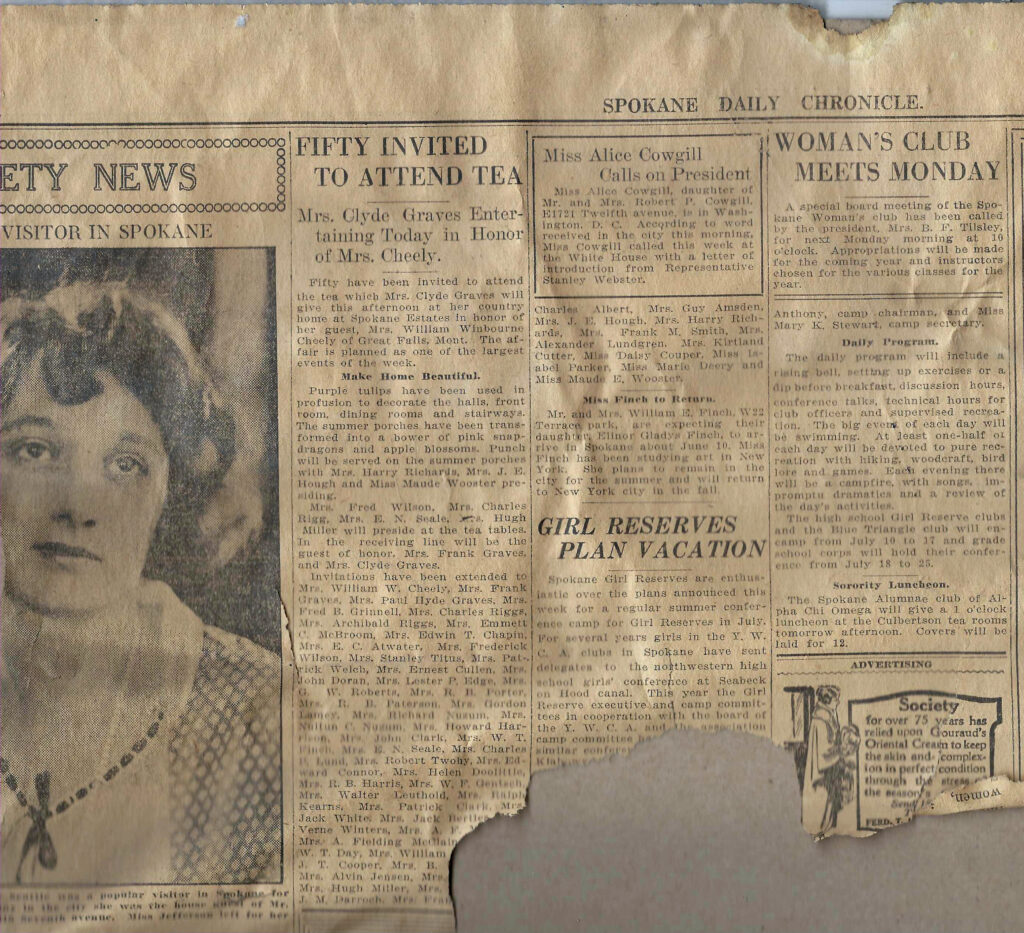 SPOKANE DAILY CHRONICLE.
ETY NEWS
VISITOR IN SPOKANE
was a popular visitor in Spokane for
in the city she was the house guest of Mr.
seventh avenue. Miss Jefferson left for her
FIFTY INVITED
TO ATTEND TEA
Mrs. Clyde Graves Enter-
taining Today in Honor
of Mrs. Cheely.
Fifty have been invited to attend
the tea which Mrs. Clyde Graves will
give this afternoon at her country
home at Spokane Estates in honor of
her guest, Mrs. William Winbourne
Cheely of Great Falls, Mont. The af-
fair is planned as one of the largest
events of the week.
Make Home Beautiful.
Purple tulips have been used in
profusion to decorate the halls, front
room, dining rooms and stairways.
The summer porches have been trans-
formed into a bower of pink snap-
dragons and apple blossoms. Punch
will be served on the summer porches
with Mrs. Harry Richards, Mrs. J. E.
Hough and Miss Maude Wooster pre-
siding.
Mrs. Fred Wilson, Mrs. Charles
Rigg, Mrs. E. N. Seale, Mrs. Hugh
Miller will preside at the tea tables.
In the receiving line will be the
guest of honor, Mrs. Frank Graves,
and Mrs. Clyde Graves.
Invitations have been extended to
Mrs. William W. Cheely, Mrs. Frank
Graves, Mrs. Paul Hyde Graves, Mrs.
Fred B. Grinnell, Mrs. Charles Riggs,
Mrs. Archibald Riggs, Mrs. Emmett
C. McBroom, Mrs. Edwin T. Chapin,
Mrs. E. C. Atwater, Mrs. Frederick
Wilson, Mrs. Stanley Titus, Mrs. Pat-
rick Welch, Mrs. Ernest Cullen, Mrs.
John Doran, Mrs. Lester P. Edge, Mrs.
G. W. Roberts, Mrs. R. B. Porter,
Mrs. R. B. Paterson, Mrs. Gordon
Mrs. Richard Nuzum, Mrs.
C. Nuzum, Mrs. Howard Har-
Mrs. John Clark, Mrs. W. T.
Finch, Mrs. E. N. Seale, Mrs. Charles
P. Lund, Mrs. Robert Twohy, Mrs. Ed-
ward Connor, Mrs. Helen Doolittle,
Mrs. R. B. Harris, Mrs. W. F.
Mrs. Walter Leuthold, Mrs. Ralph
Kearns, Mrs. Patrick Clark, Mrs.
Jack White, Mrs. Jack
Verne Winters, Mrs. A. F.
Mrs. A. Fielding McClain
W. T. Day, Mrs. William
J. T. Cooper, Mrs. B.
Mrs. Alvin Jensen, Mrs.
Mrs. Hugh Miller, Mrs.
J. M. Darroch, Mrs. Fran
Miss Alice Cowgill
Calls on President
Miss Alice Cowgill, daughter of
Mr. and Mrs. Robert P. Cowgill,
E1721 Twelfth avenue, is in Wash-
ington, D. C. According to word
received in the city this morning,
Miss Cowgill called this week at
the White House with a letter of
introduction from Representative
Stanley Webster.
Charles Albert, Mrs. Guy Amsden,
Mrs. J. E. Hough, Mrs. Harry Rich-
ards, Mrs. Frank M. Smith, Mrs.
Alexander Lundgren, Mrs. Kirtland
Cutter, Miss Daisy Couper, Miss Is-
abel Parker, Miss Marie Deery and
Miss Maude E. Wooster.
Miss Finch to Return.
Mr. and Mrs. William E. Finch, W22
Terrace park, are expecting their
daughter, Elinor Gladys Finch, to ar-
rive in Spokane about June 10. Miss
Finch has been studying art in New
York. She plans to remain in the
city for the summer and will return
to New York city in the fall.
GIRL RESERVES
PLAN VACATION
Spokane Girl Reserves are enthus-
iastic over the plans announced this
week for a regular summer confer-
ence camp for Girl Reserves in July.
For several years girls in the Y. W.
C. A. clubs in Spokane have sent
delegates to the northwestern high
school girls' conference at Seabeck
on Hood canal. This year the Girl
Reserve executive and camp commit-
tees in cooperation with the board of
the Y. W. C. A. and the association
camp committee
similar confer
WOMAN'S CLUB
MEETS MONDAY
A special board meeting of the Spo-
kane Woman's club has been called
by the president, Mrs. B. F. Tilsley,
for next Monday morning at 10
o'clock. Appropriations will be made
for the coming year and instructors
chosen for the various classes for the
year.
Anthony, camp chairman, and Miss
Mary K. Stewart, camp secretary.
Daily Program.
The daily program will include a
rising bell, setting up exercises or a
dip before breakfast, discussion hours,
conference talks, technical hours for
club officers and supervised recrea-
tion. The big event of each day will
be swimming. At least one-half of
each day will be devoted to pure rec-
reation with hiking, woodcraft, bird
lore and games. Each evening there
will be a campfire, with songs, im-
promptu dramatics and a review of
the day's activities.
The high school Girl Reserve clubs
and the Blue Triangle club will en-
camp from July 10 to 17 and grade
school corps will hold their confer-
ence from July 18 to 25.
Sorority Luncheon.
The Spokane Alumnae club of Al-
pha Chi Omega will give a 1 o'clock
luncheon at the Culbertson tea rooms
tomorrow afternoon. Covers will be
laid for 12.
ADVERTISING
Society
for over 75 years has
relied upon Gouraud's
Oriental Cream to keep
the skin and complex-
ion in perfect condition
through the stress of
the season's
Send
FERD. T.
women,